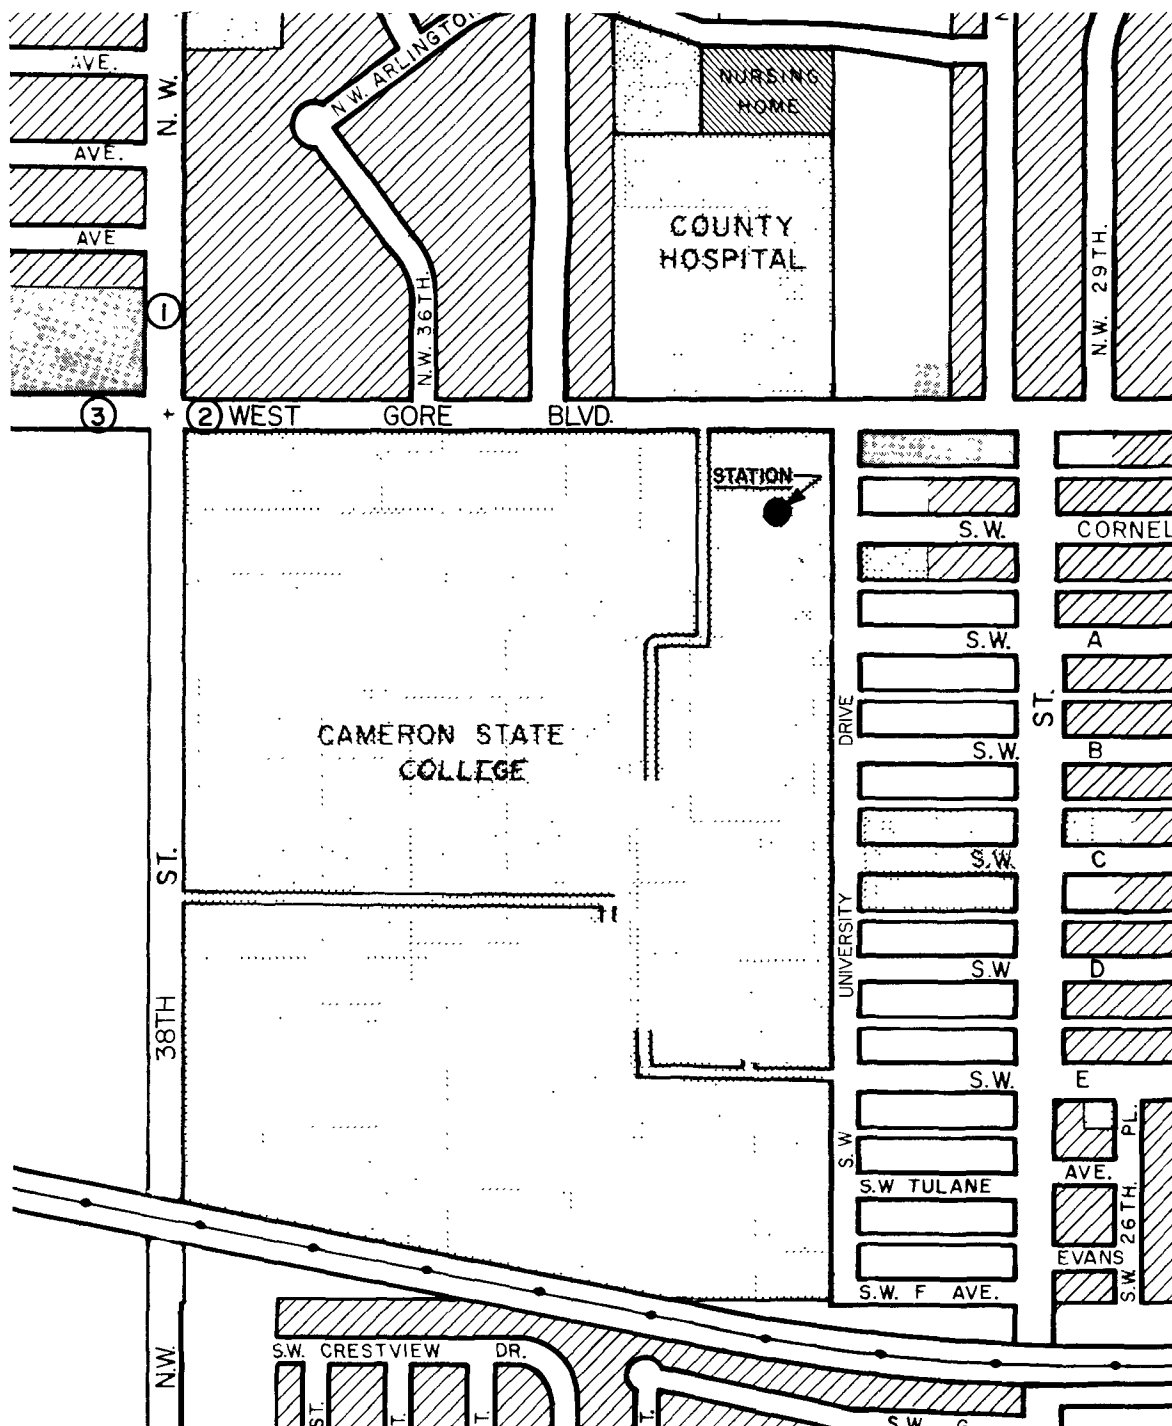 AVE.
N. W.
N.W. ARLINGTON
NURSING
HOME
AVE.
AVE
COUNTY
HOSPITAL
N.W. 29TH.
N.W. 36TH.
1
3
+
2
WEST GORE BLVD.
STATION
S.W. CORNEL
S.W. A
ST.
DRIVE
CAMERON STATE
COLLEGE
S.W. B
S.W. C
ST.
UNIVERSITY
S.W D
38TH
S.W. E
PL.
S.W
AVE.
S.W TULANE
26TH.
EVANS
S.W.
S.W. F AVE.
S.W. CRESTVIEW DR.
N.W.
ST.
T.
T.
T.
S.W. G